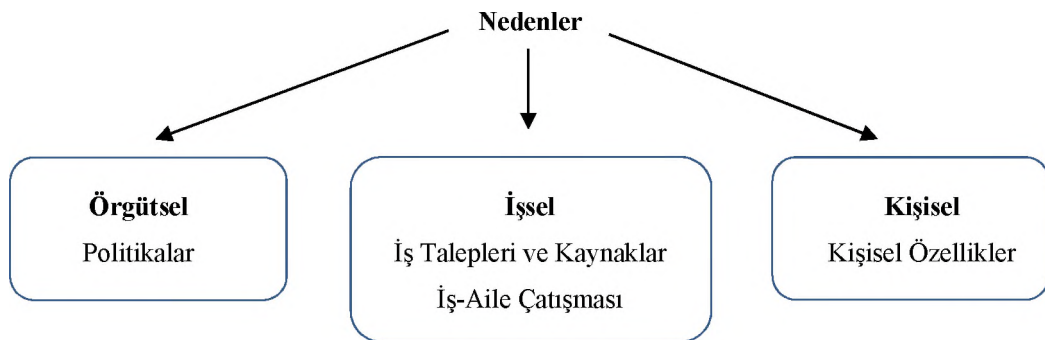 Nedenler
Örgütsel
Politikalar
İşsel
İş Talepleri ve Kaynaklar
İş-Aile Çatışması
Kişisel
Kişisel Özellikler